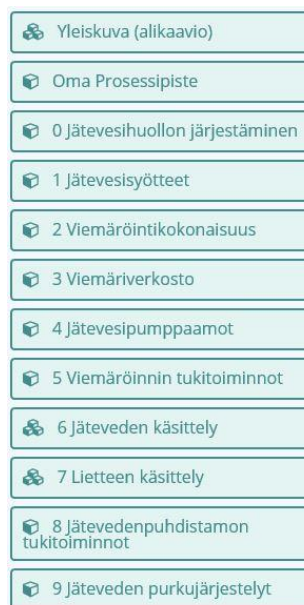 Yleiskuva (alikaavio)
Oma Prosessipiste
0 Jätevesihuollon järjestäminen
1 Jätevesisyötteet
2 Viemäröintikokonaisuus
3 Viemäriverkosto
4 Jätevesipumppaamot
5 Viemäröinnin tukitoiminnot
6 Jäteveden käsittely
7 Lietteen käsittely
8 Jätevedenpuhdistamon
tukitoiminnot
9 Jäteveden purkujärjestelyt